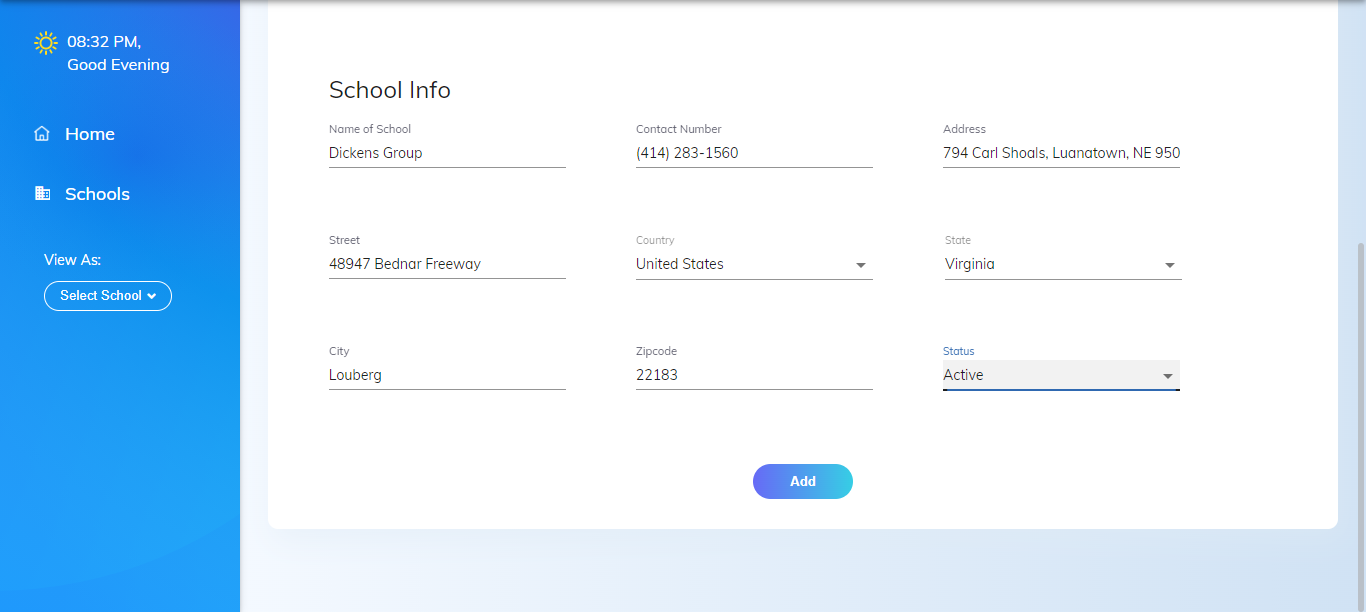 08:32 PM,
Good Evening
Home
Schools
View As:
Select School
School Info
Name of School
Dickens Group
Contact Number
(414) 283-1560
Address
794 Carl Shoals, Luanatown, NE 950
Street
48947 Bednar Freeway
Country
United States
State
Virginia
City
Louberg
Zipcode
22183
Status
Active
Add